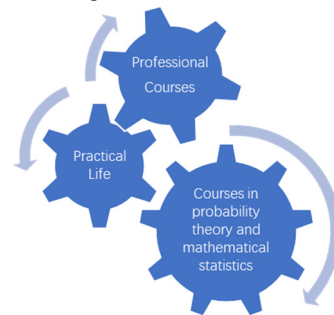 Professional
Courses
Practical
Life
Courses in
probability
theory and
mathematical
statistics